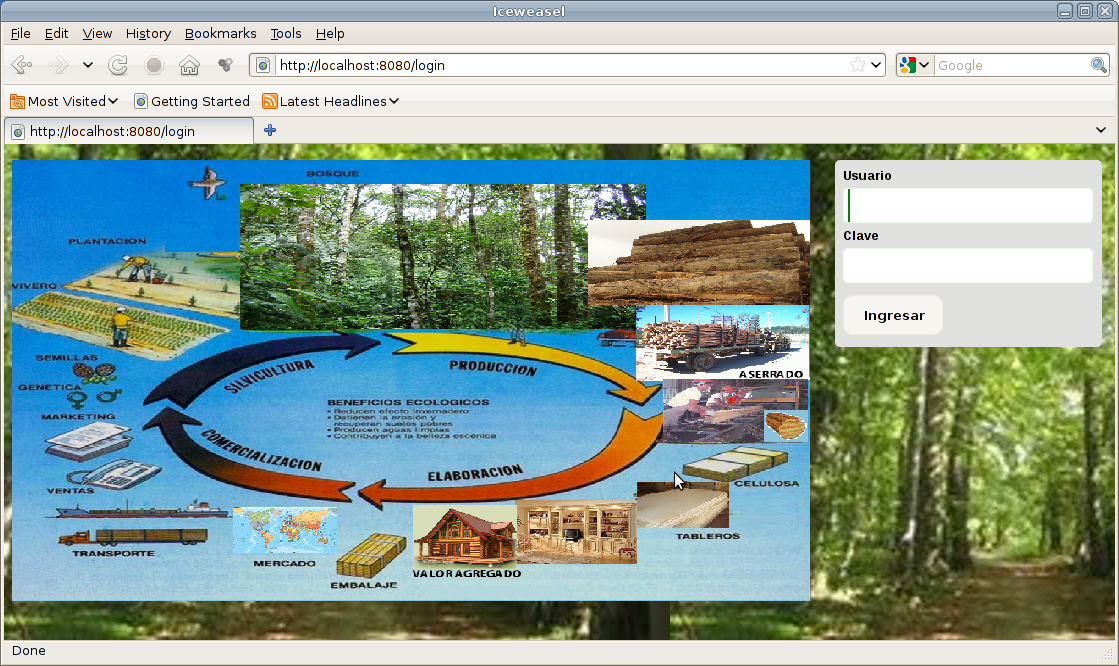 Iceweasel
File Edit View History Bookmarks Tools Help
http://localhost:8080/login
Google
Most Visited Getting Started Latest Headlines
http://localhost:8080/login
BOSQUE
PLANTACION
VIVERO
SEMILLAS
GENETICA
MARKETING
VENTAS
TRANSPORTE
SILVICULTURA
PRODUCCION
BENEFICIOS ECOLOGICOS
• Reducen efecto invernadero
• Detienen la erosión y
recuperan suelos pobres
• Producen aguas limpias
• Contribuyen a la belleza escénica
COMERCIALIZACION
ELABORACION
ASERRADO
CELULOSA
TABLEROS
MERCADO
EMBALAJE
VALOR AGREGADO
Usuario
Clave
Ingresar
Done